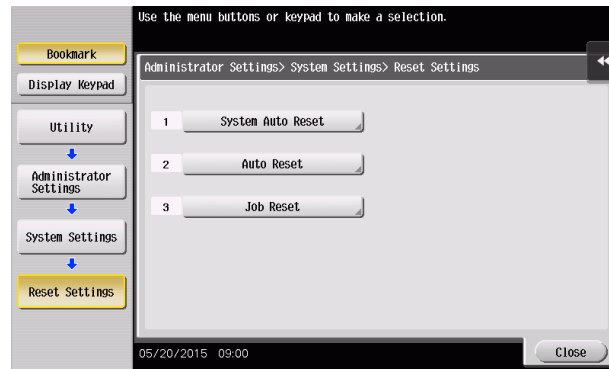 Use the menu buttons or keypad to make a selection.
Bookmark
Display Keypad
Utility
Administrator
Settings
System Settings
Reset Settings
Administrator Settings> System Settings> Reset Settings
1 System Auto Reset
2 Auto Reset
3 Job Reset
05/20/2015 09:00
Close